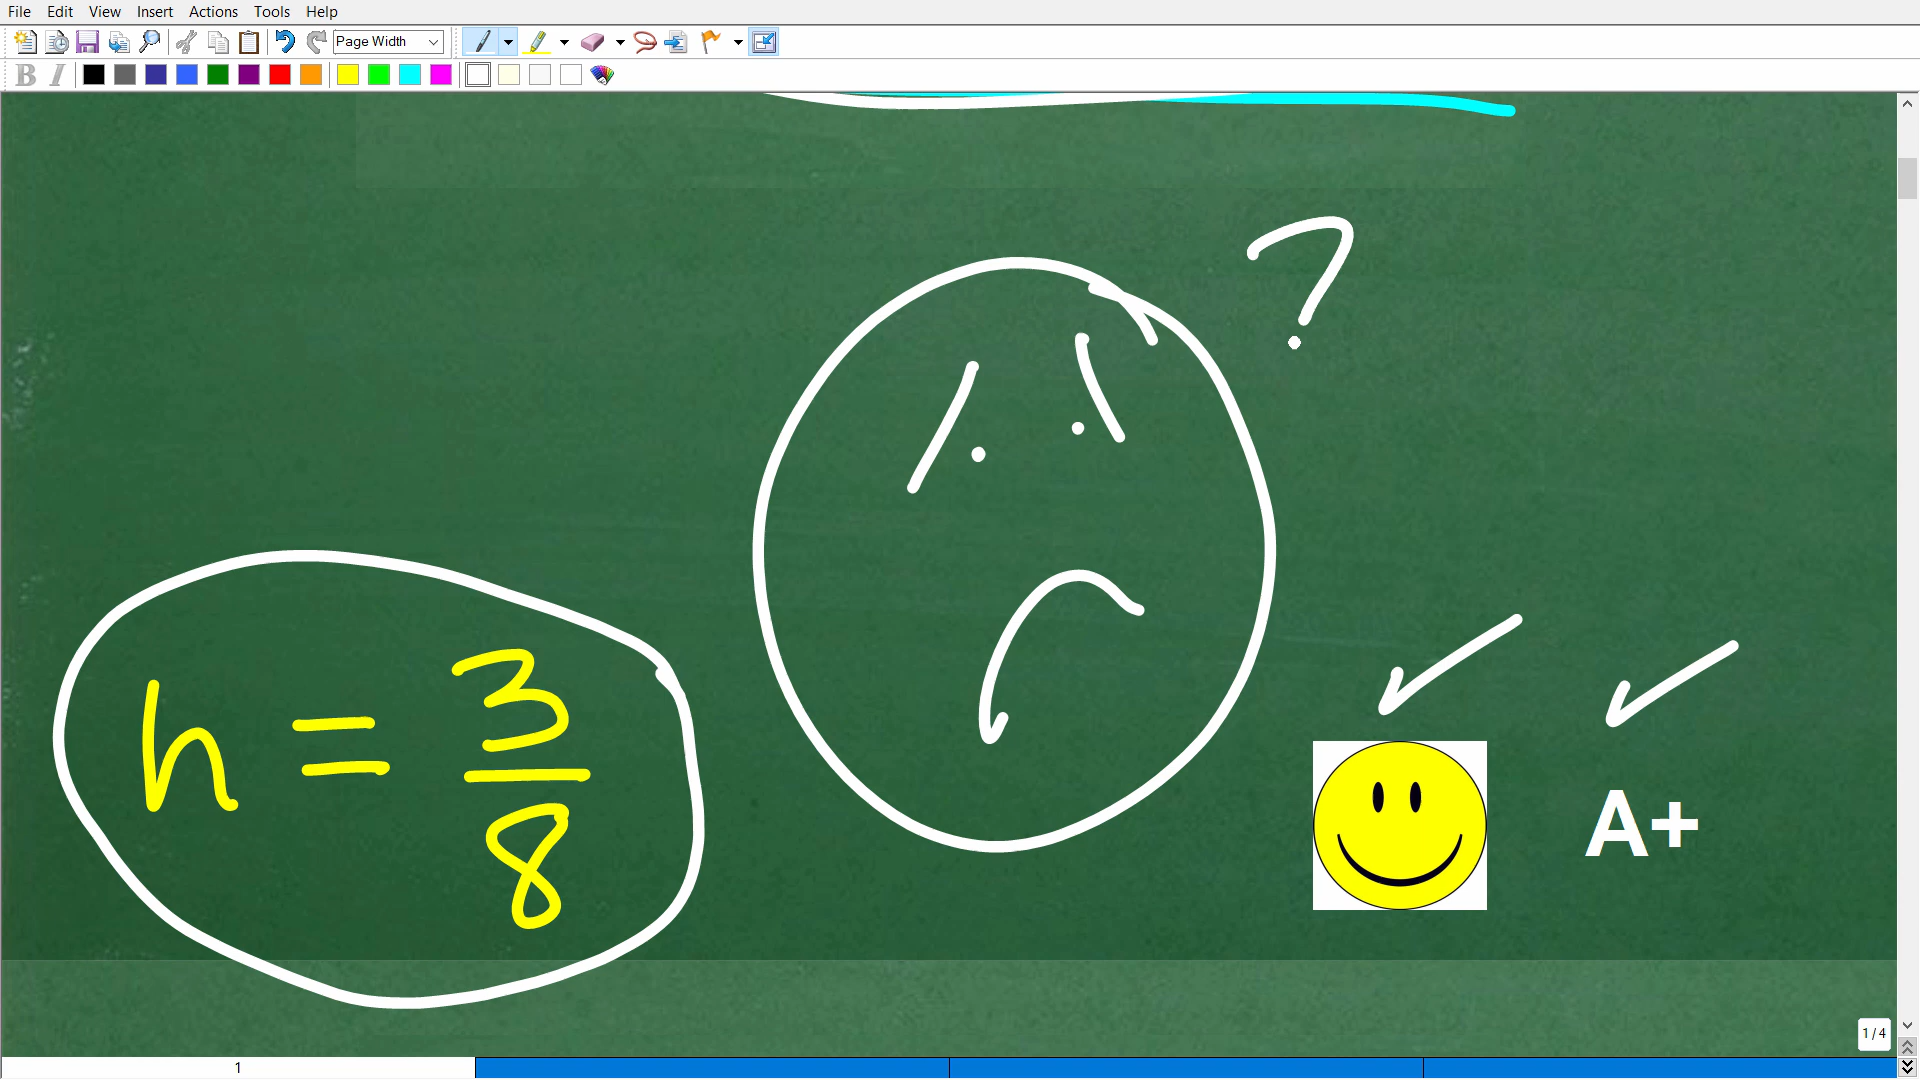 File Edit View Insert Actions Tools Help
Page Width
B I
?
h = 3/8
A+
1 / 4
1